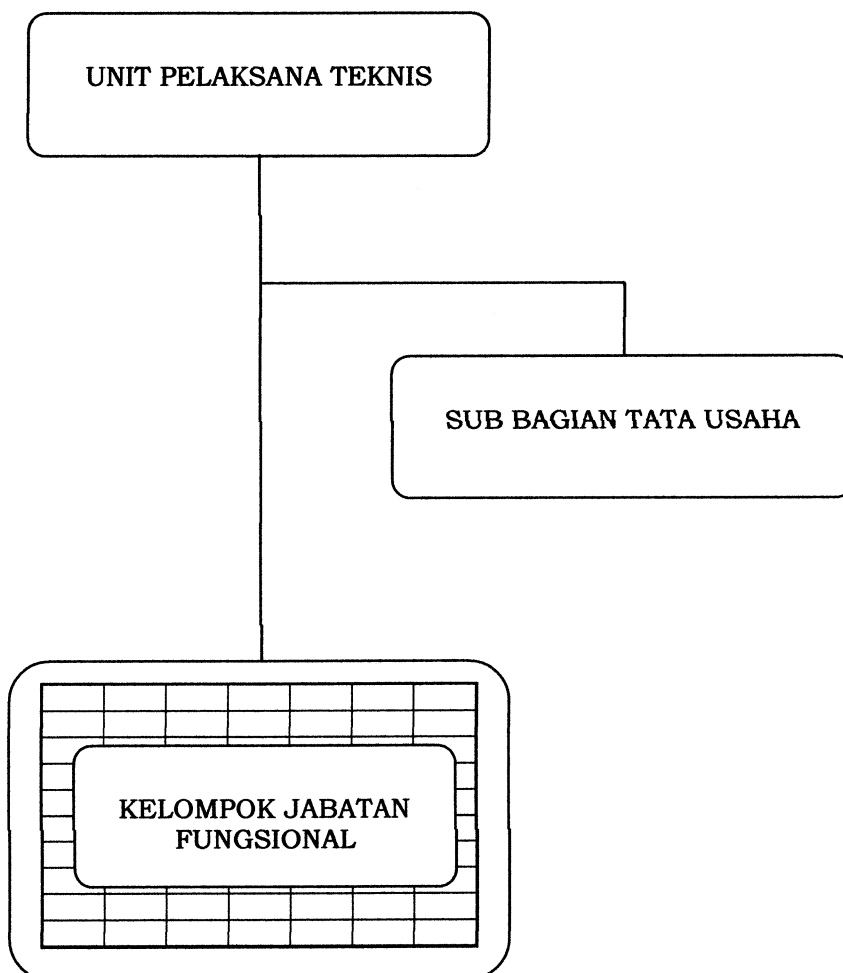 UNIT PELAKSANA TEKNIS
SUB BAGIAN TATA USAHA
KELOMPOK JABATAN
FUNGSIONAL